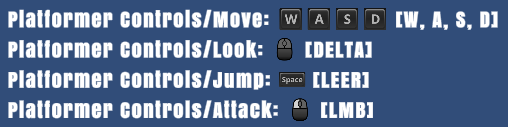 Platformer Controls/Move: W A S D [W, A, S, D]
Platformer Controls/Look: [DELTA]
Platformer Controls/Jump: Space [LEER]
Platformer Controls/Attack: [LMB]